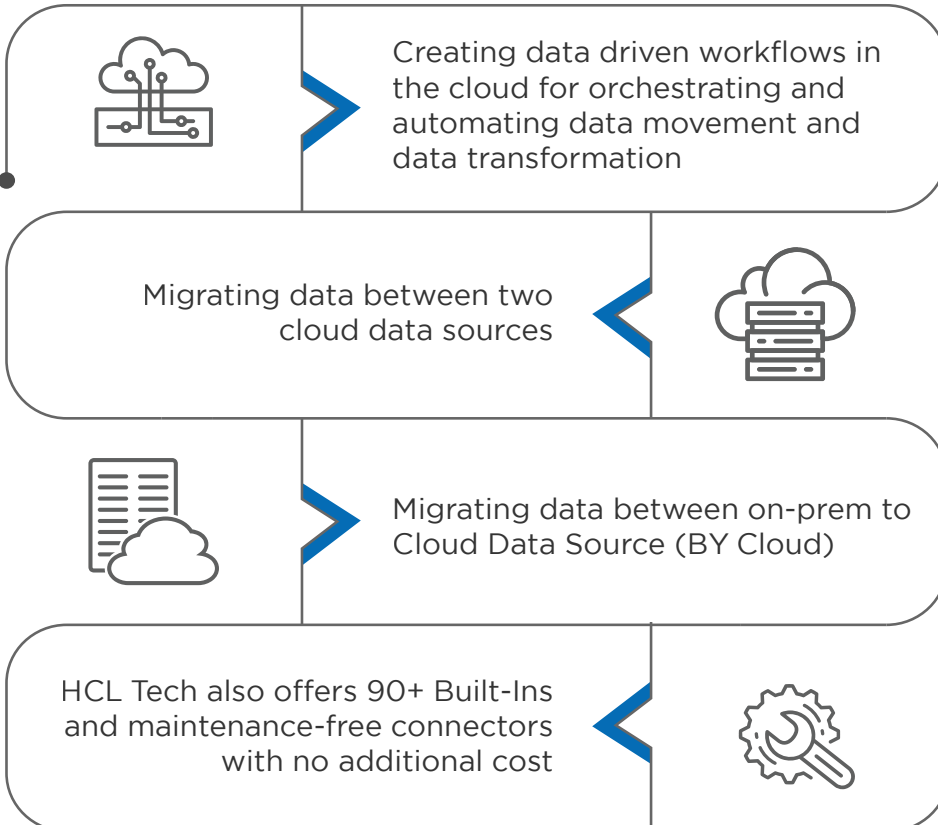 Creating data driven workflows in
the cloud for orchestrating and
automating data movement and
data transformation
Migrating data between two
cloud data sources
Migrating data between on-prem to
Cloud Data Source (BY Cloud)
HCL Tech also offers 90+ Built-Ins
and maintenance-free connectors
with no additional cost